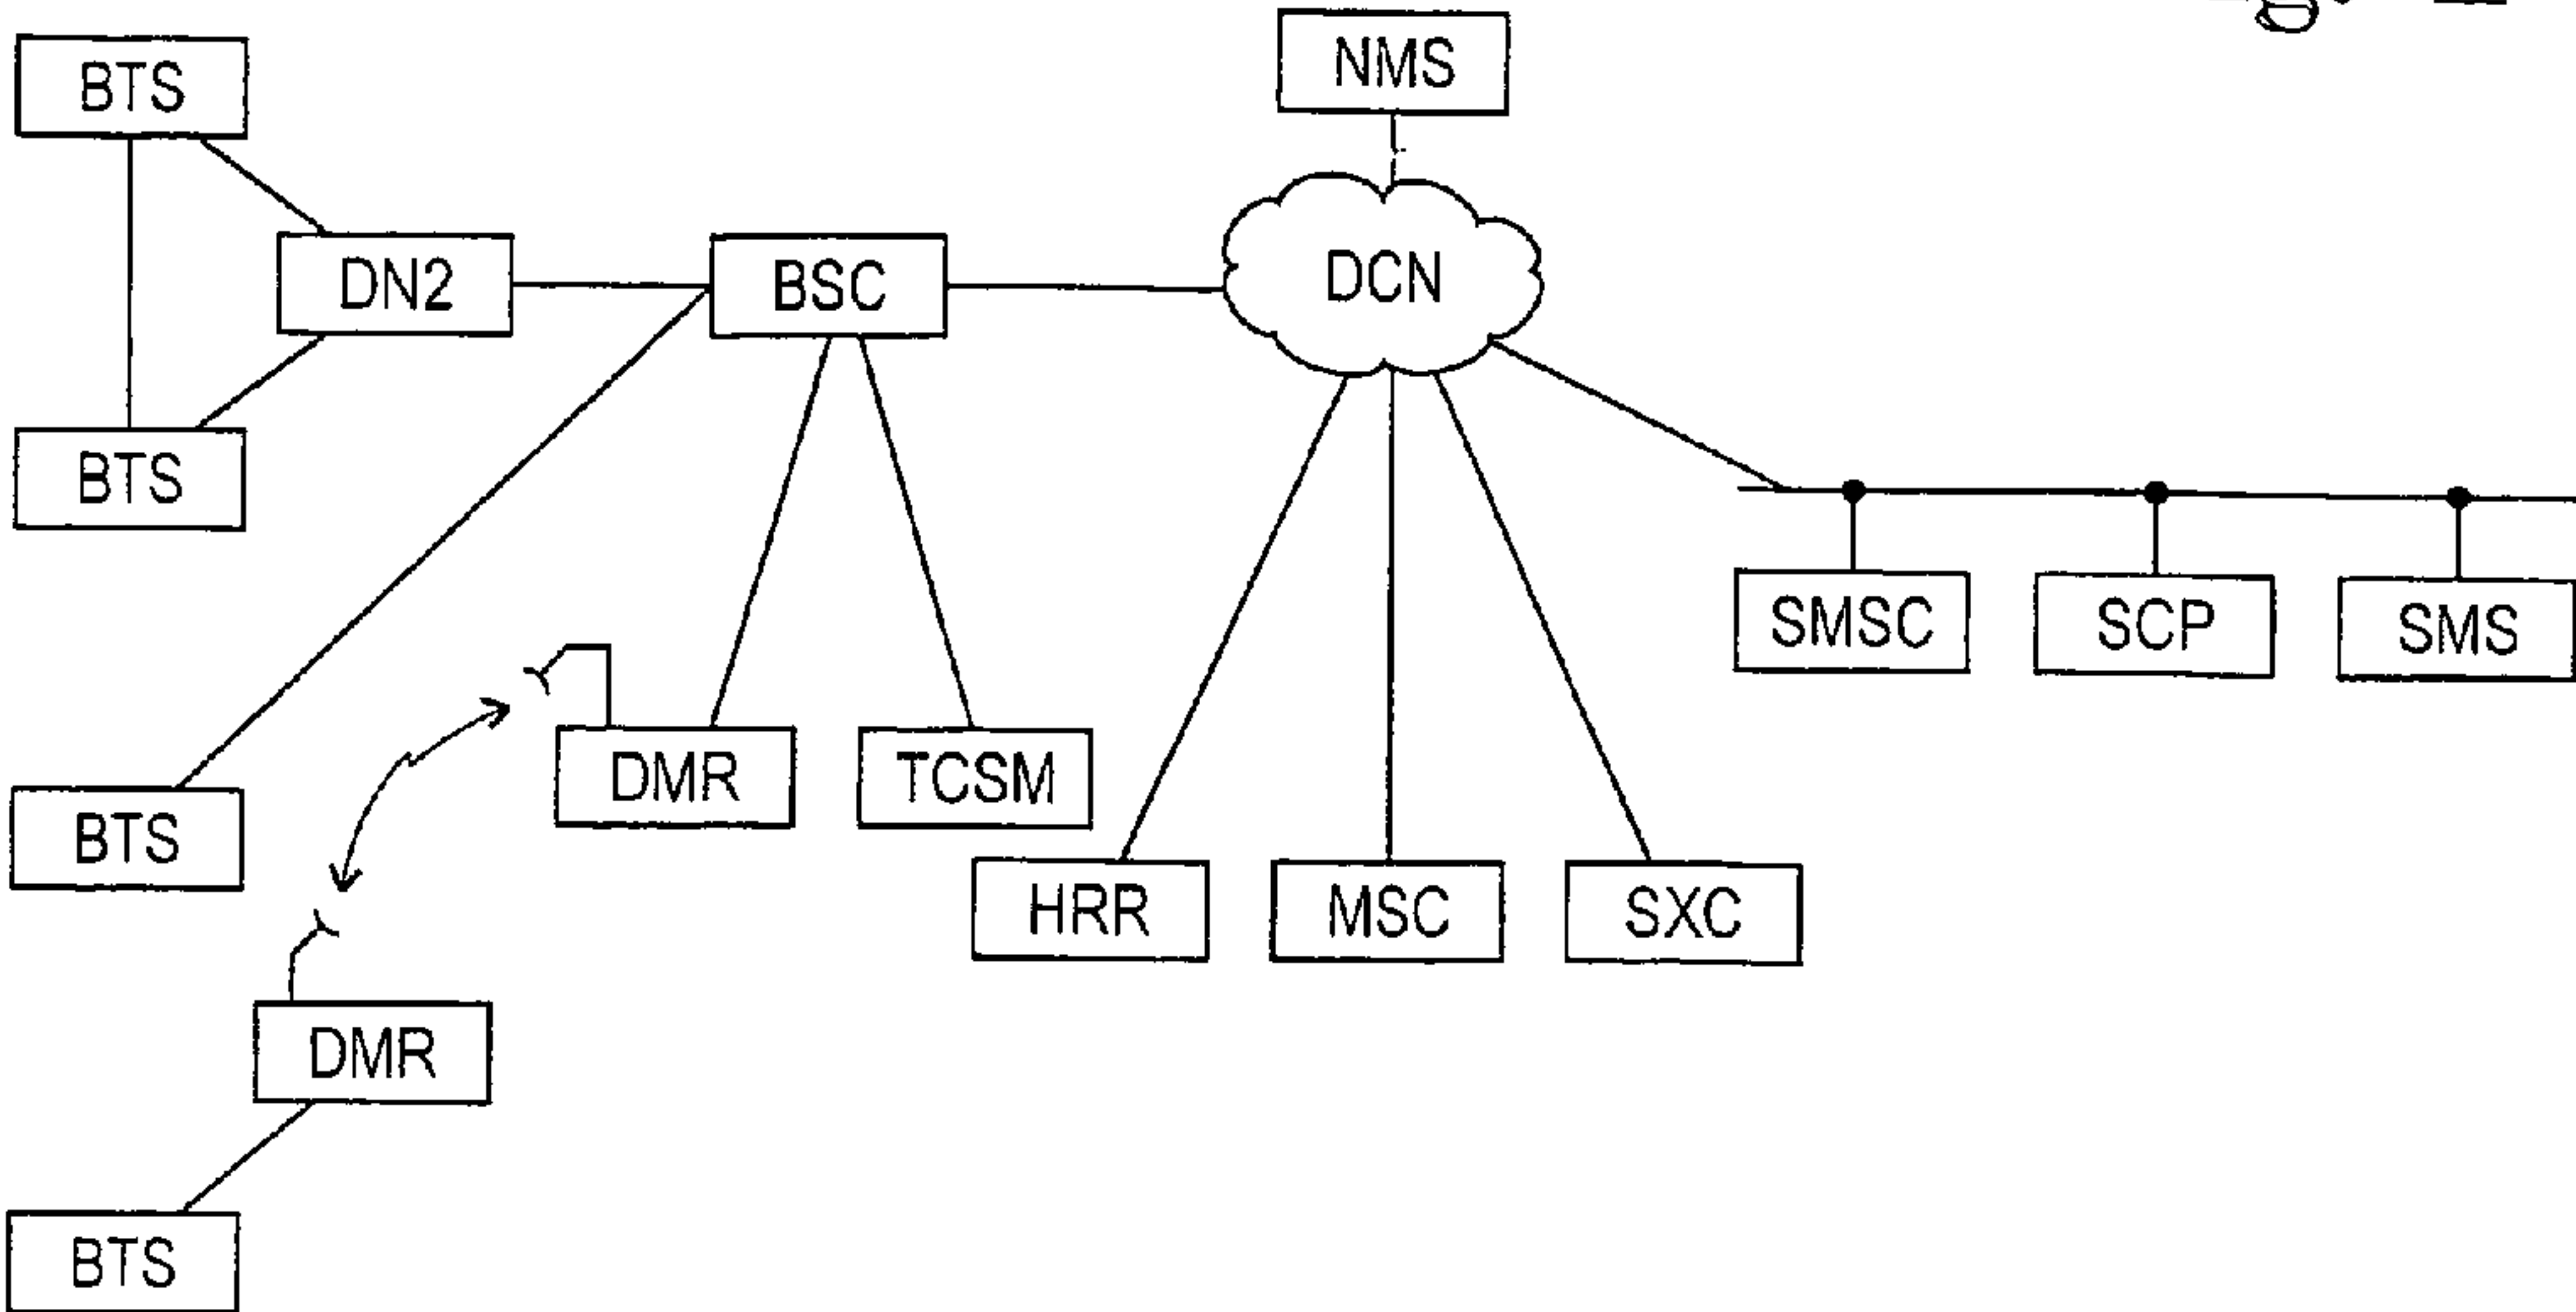 NMS
BTS
DN2
BSC
DCN
BTS
SMSC
SCP
SMS
DMR
TCSM
BTS
HRR
MSC
SXC
DMR
BTS